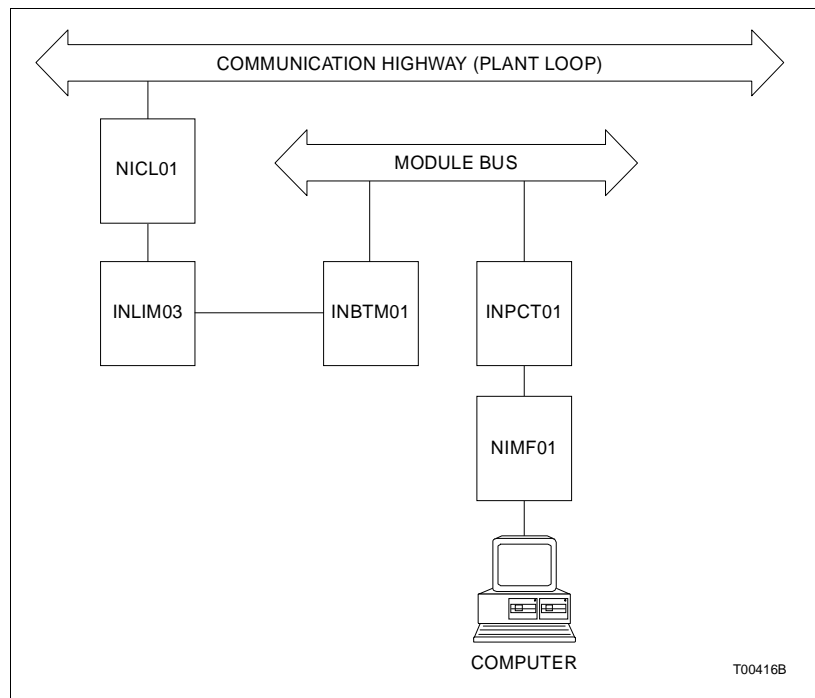 COMMUNICATION HIGHWAY (PLANT LOOP)
NICL01
MODULE BUS
INLIM03
INBTM01
INPCT01
NIMF01
COMPUTER
T00416B